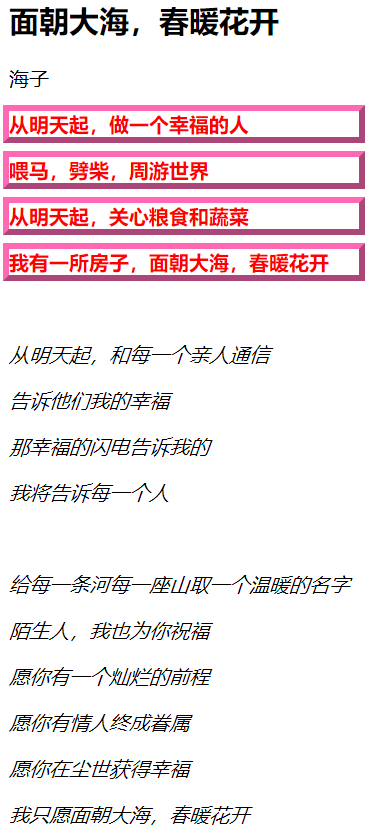 面朝大海，春暖花开
海子
从明天起，做一个幸福的人
喂马，劈柴，周游世界
从明天起，关心粮食和蔬菜
我有一所房子，面朝大海，春暖花开
从明天起，和每一个亲人通信
告诉他们我的幸福
那幸福的闪电告诉我的
我将告诉每一个人
给每一条河每一座山取一个温暖的名字
陌生人，我也为你祝福
愿你有一个灿烂的前程
愿你有情人终成眷属
愿你在尘世获得幸福
我只愿面朝大海，春暖花开